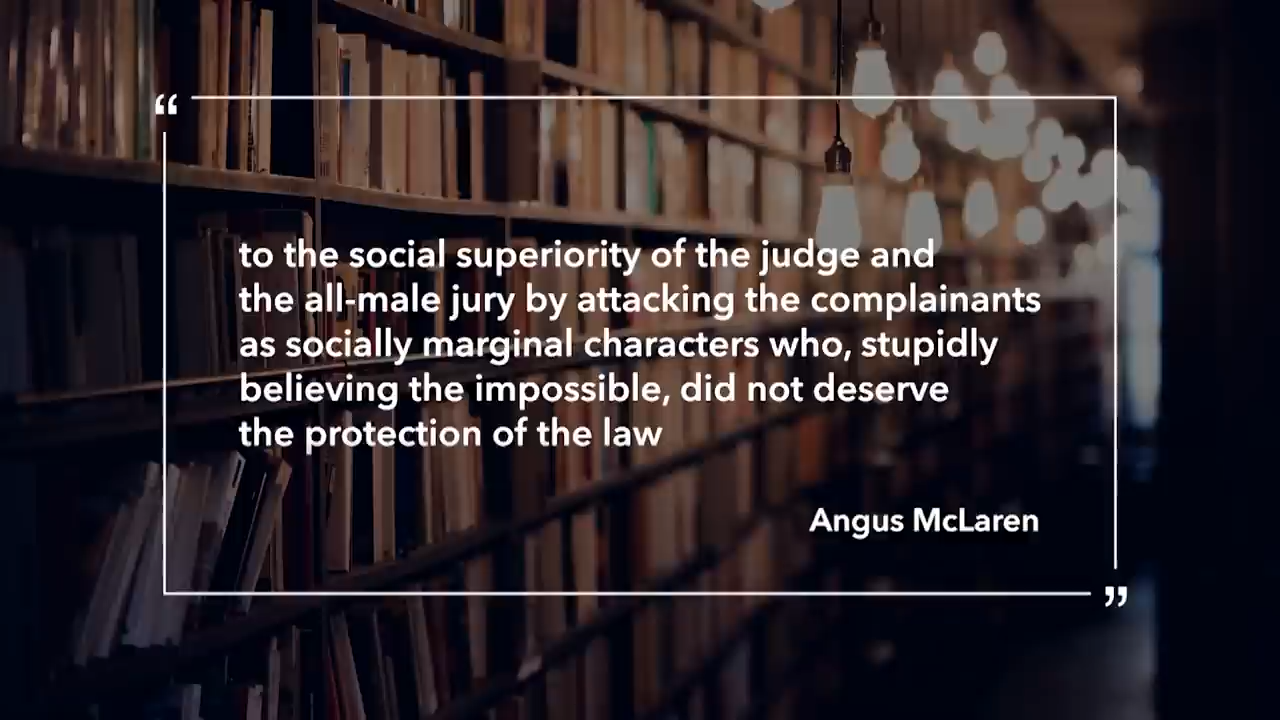 “
to the social superiority of the judge and
the all-male jury by attacking the complainants
as socially marginal characters who, stupidly
believing the impossible, did not deserve
the protection of the law
Angus McLaren
”